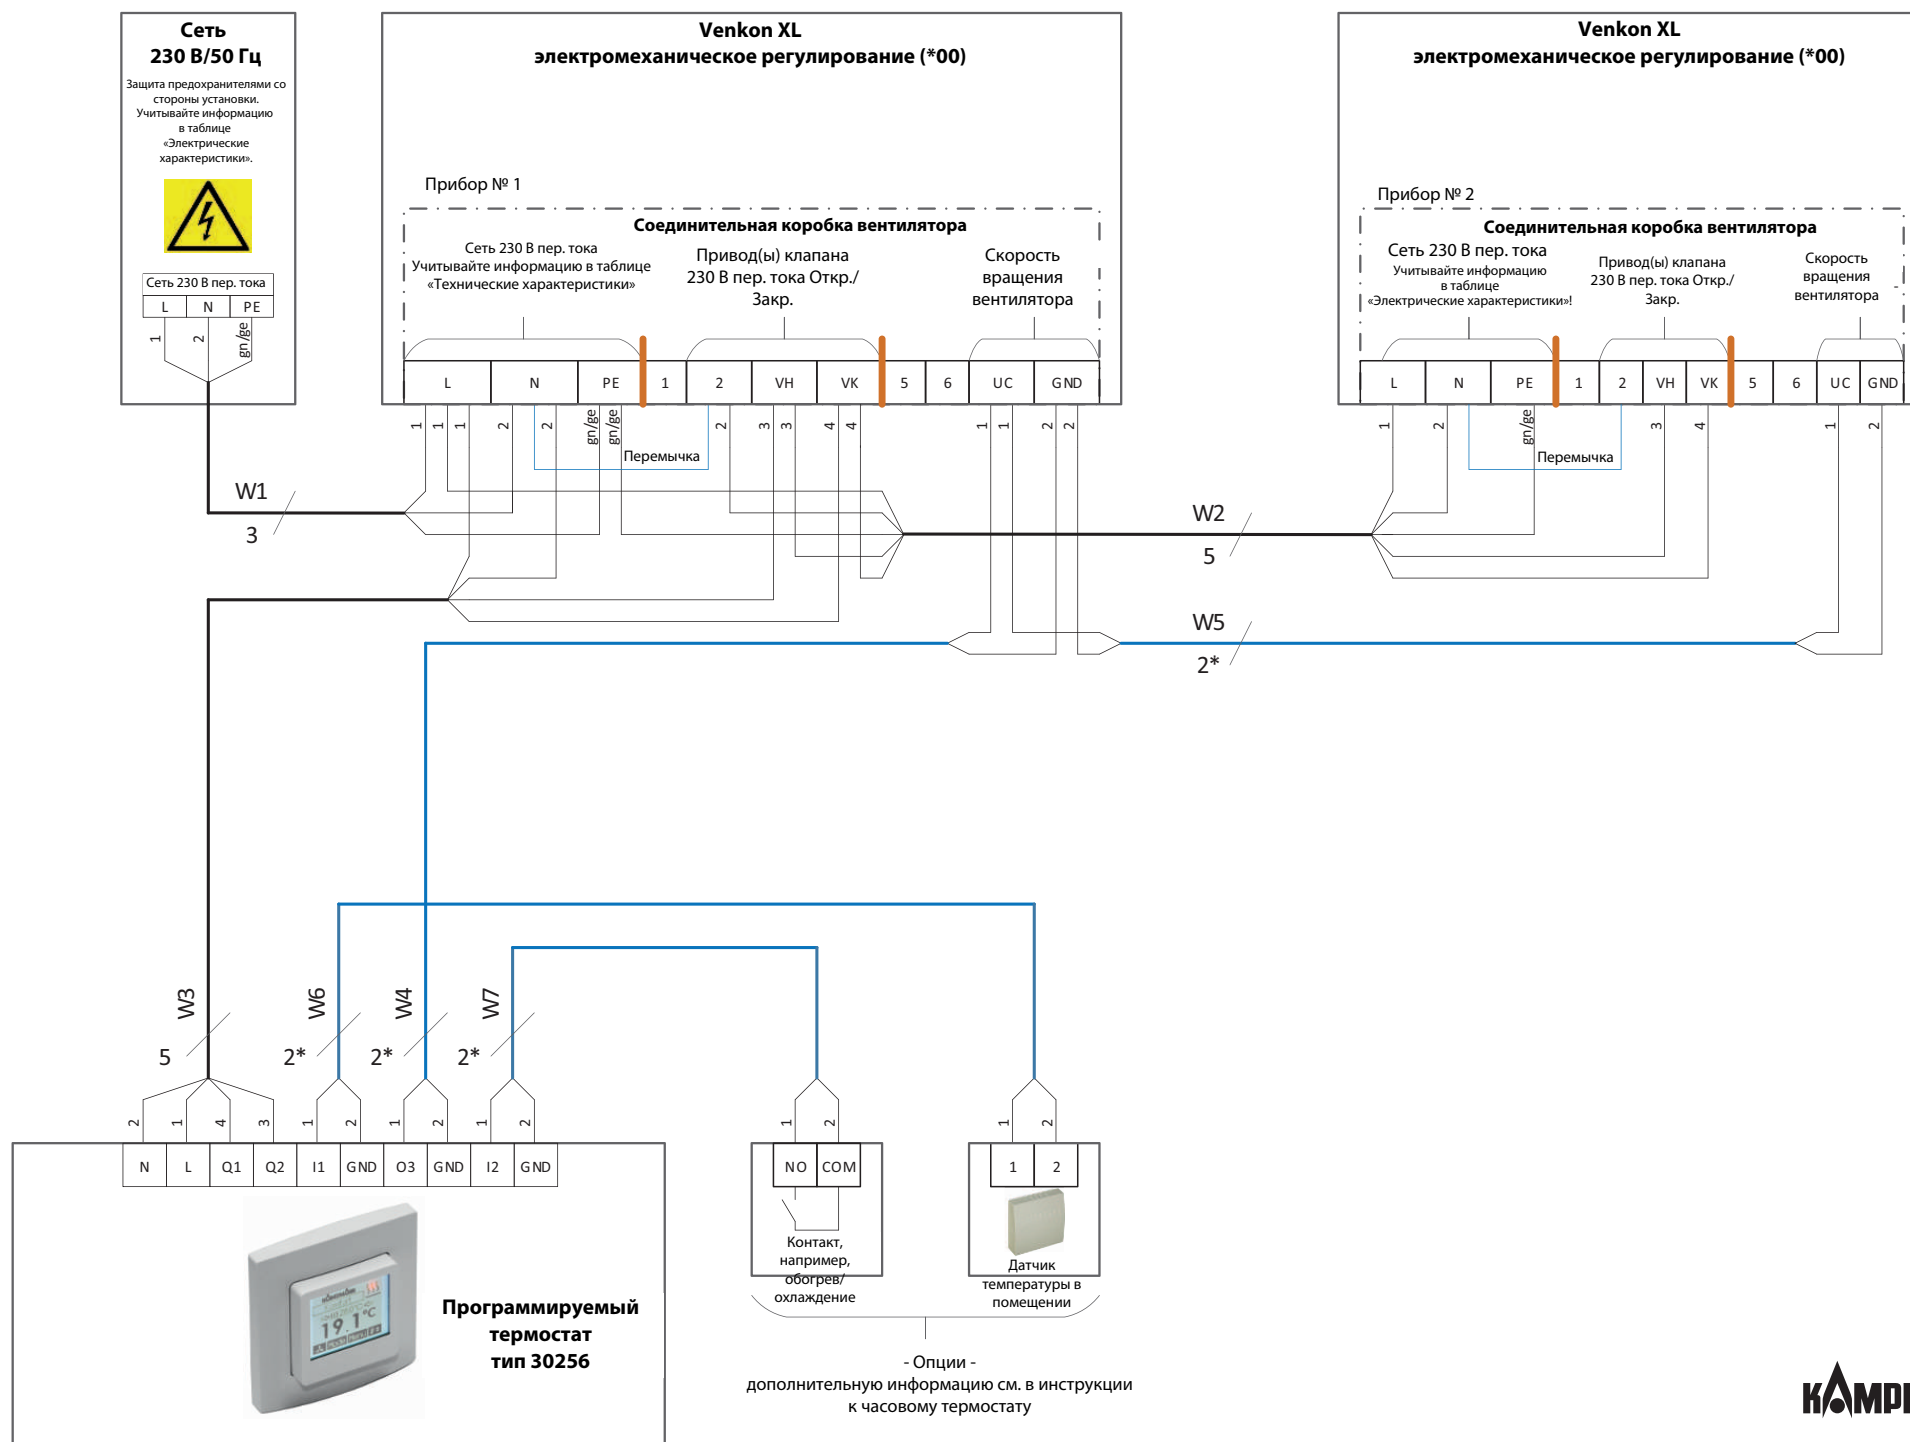 Сеть
230 В/50 Гц
Защита предохранителями со
стороны установки.
Учитывайте информацию
в таблице
«Электрические
характеристики».
Сеть 230 В пер. тока
L N PE
1 2 gn/ge
Venkon XL
электромеханическое регулирование (*00)
Прибор № 1
Соединительная коробка вентилятора
Сеть 230 В пер. тока
Учитывайте информацию в таблице
«Технические характеристики»
Привод(ы) клапана
230 В пер. тока Откр./
Закр.
Скорость
вращения
вентилятора
L N PE 1 2 VH VK 5 6 UC GND
1 1 1 2 2 gn/ge gn/ge 2 3 3 4 4 1 1 2 2
Перемычка
Venkon XL
электромеханическое регулирование (*00)
Прибор № 2
Соединительная коробка вентилятора
Сеть 230 В пер. тока
Учитывайте информацию
в таблице
«Электрические характеристики»!
Привод(ы) клапана
230 В пер. тока Откр./
Закр.
Скорость
вращения
вентилятора
-
L N PE 1 2 VH VK 5 6 UC GND
1 2 gn/ge 3 4 1 2
Перемычка
W1
3
W2
5
W5
2*
W3
5
W6
2*
W4
2*
W7
2*
2 1 4 3 1 2 1 2 1 2
N L Q1 Q2 I1 GND O3 GND I2 GND
19.1°C
Программируемый
термостат
тип 30256
1 2
NO COM
Контакт,
например,
обогрев/
охлаждение
1 2
1 2
Датчик
температуры в
помещении
- Опции -
дополнительную информацию см. в инструкции
к часовому термостату